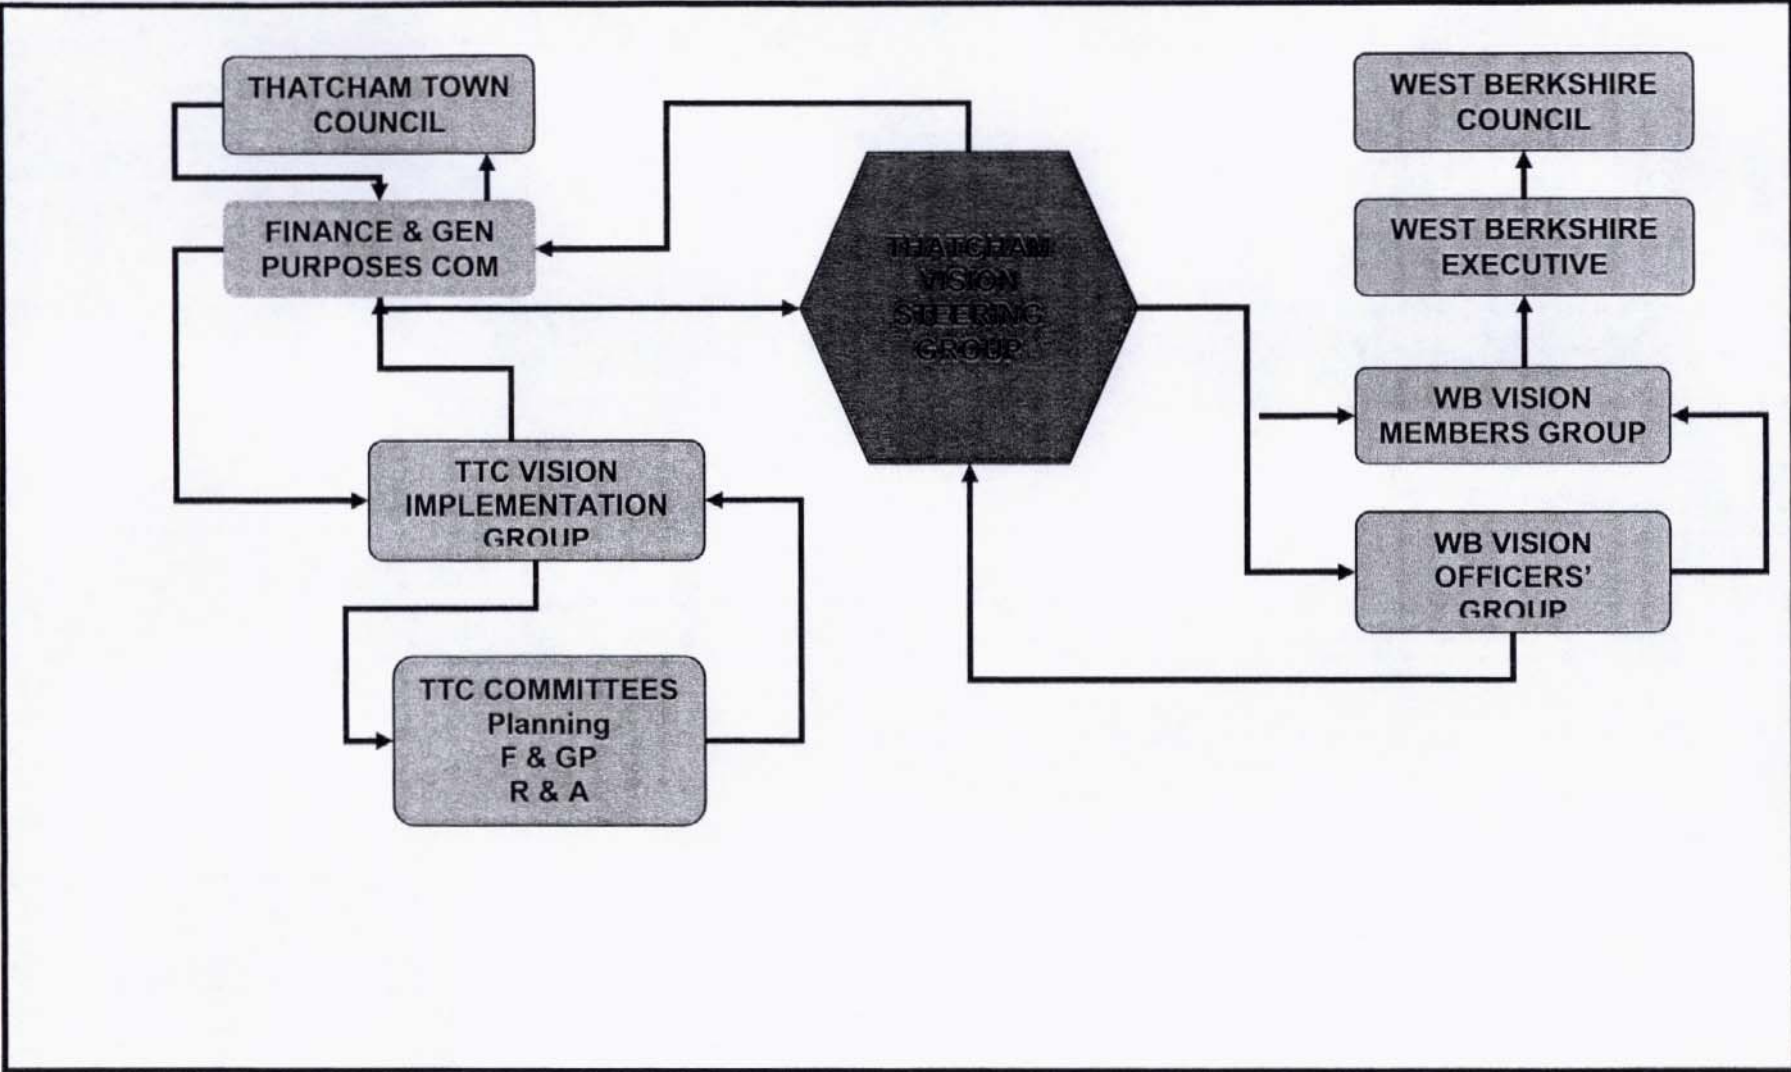 THATCHAM TOWN
COUNCIL
FINANCE & GEN
PURPOSES COM
TTC VISION
IMPLEMENTATION
GROUP
TTC COMMITTEES
Planning
F & GP
R & A
THATCHAM
VISION
STEERING
GROUP
WEST BERKSHIRE
COUNCIL
WEST BERKSHIRE
EXECUTIVE
WB VISION
MEMBERS GROUP
WB VISION
OFFICERS’
GROUP